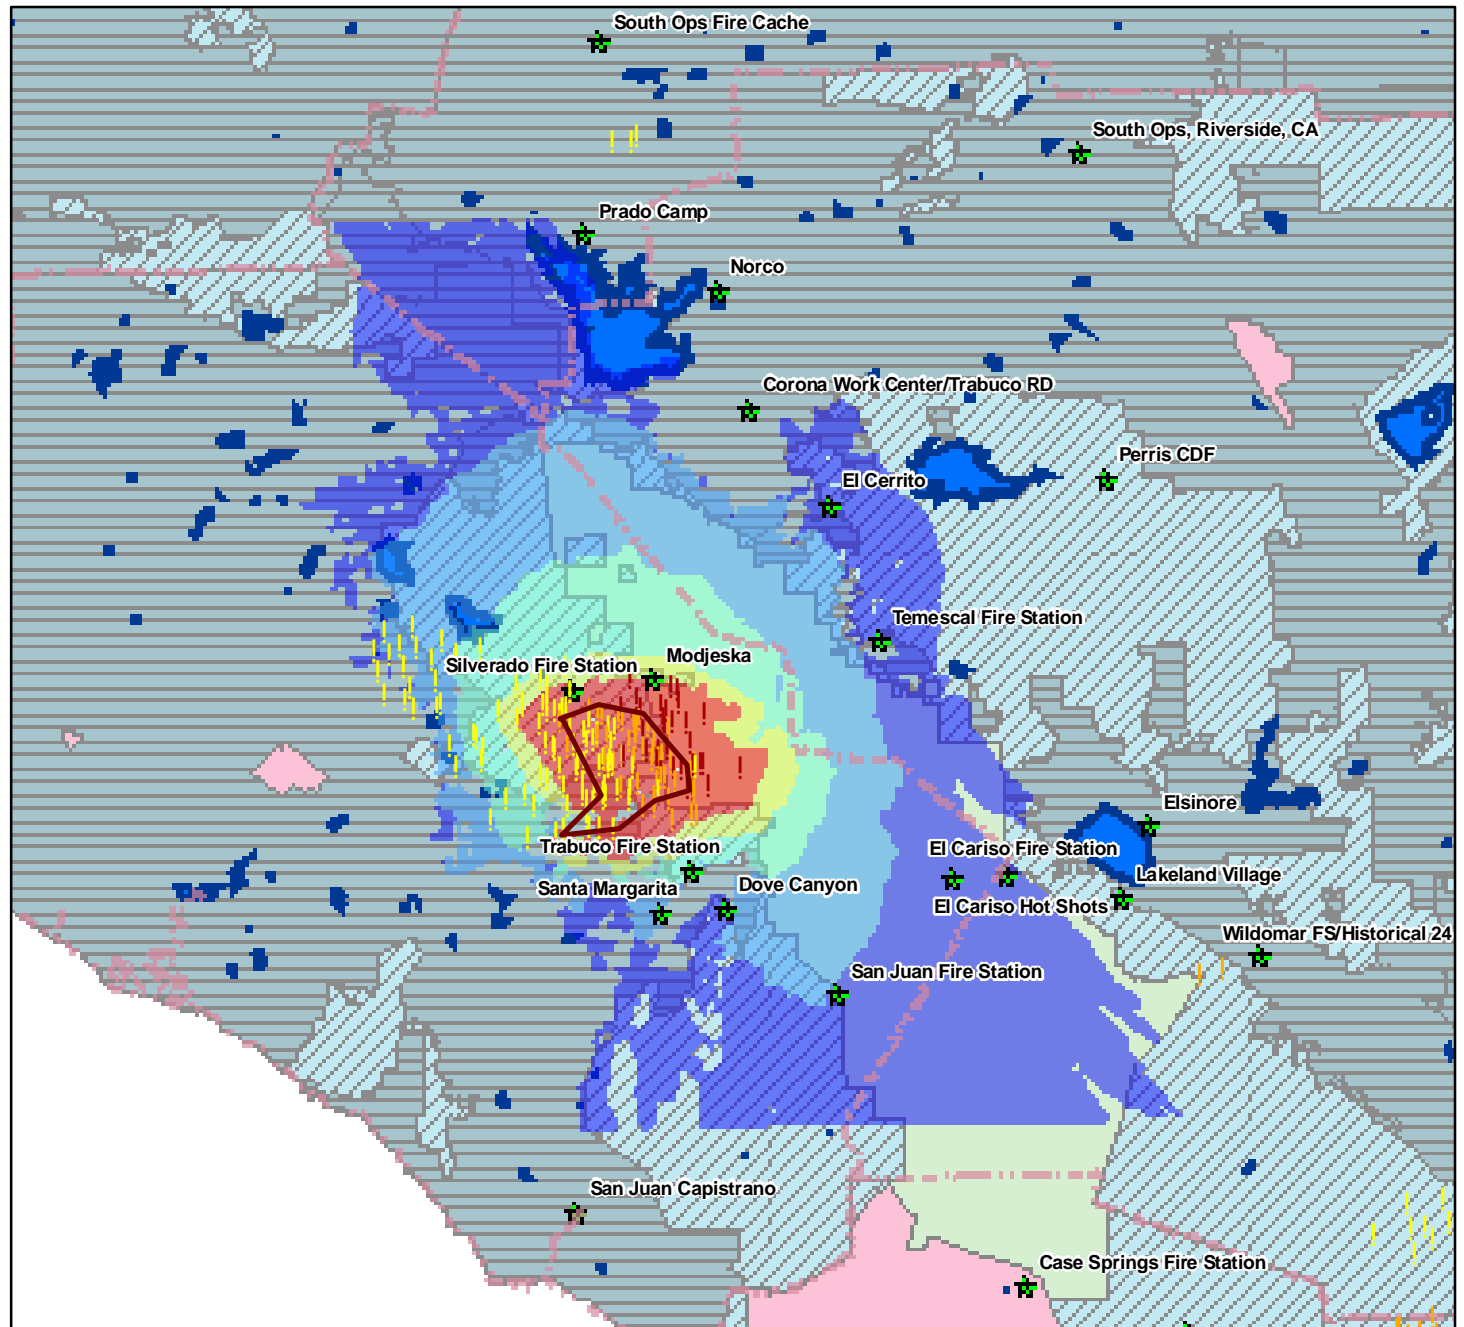 South Ops Fire Cache
South Ops, Riverside, CA
Prado Camp
Norco
Corona Work Center/Trabuco RD
Perris CDF
El Cerrito
Temescal Fire Station
Modjeska
Silverado Fire Station
Elsinore
Trabuco Fire Station
El Cariso Fire Station
Lakeland Village
Santa Margarita
Dove Canyon
El Cariso Hot Shots
Wildomar FS/Historical 24
San Juan Fire Station
San Juan Capistrano
Case Springs Fire Station